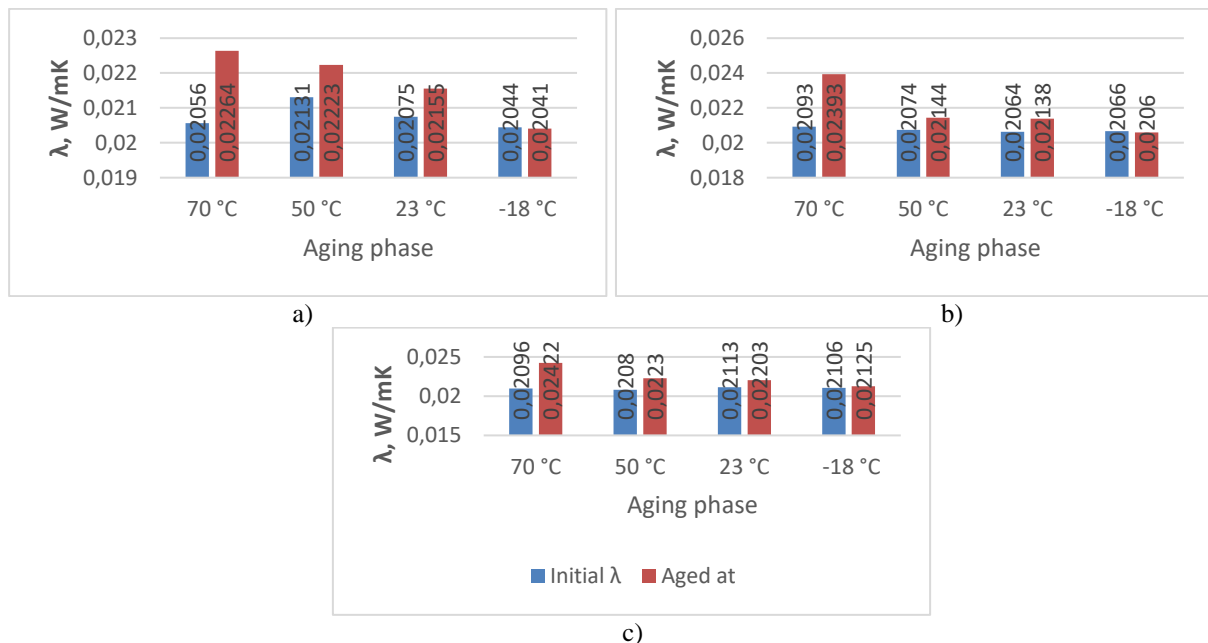 0,023
0,022
0,021
0,02
0,019
λ, W/mK
0,02056
0,02264
0,02131
0,02223
0,02075
0,02155
0,02044
0,02041
70 °C
50 °C
23 °C
-18 °C
Aging phase
a)
0,026
0,024
0,022
0,02
0,018
λ, W/mK
0,02093
0,02393
0,02074
0,02144
0,02064
0,02138
0,02066
0,0206
70 °C
50 °C
23 °C
-18 °C
Aging phase
b)
0,025
0,02
0,015
λ, W/mK
0,02096
0,02422
0,0208
0,0223
0,02113
0,02203
0,02106
0,02125
70 °C
50 °C
23 °C
-18 °C
Aging phase
Initial λ
Aged at
c)